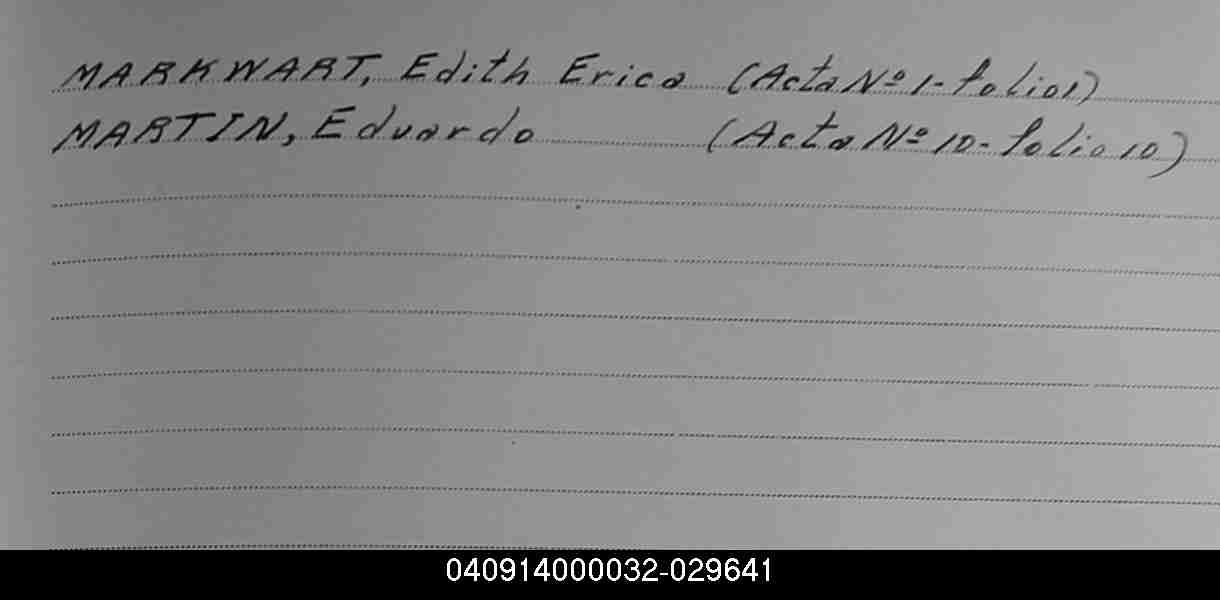 MARKWART, Edith Erica (Acta Nº 1- folio 1)
MARTIN, Eduardo (Acta Nº 10- folio 10)
040914000032-029641